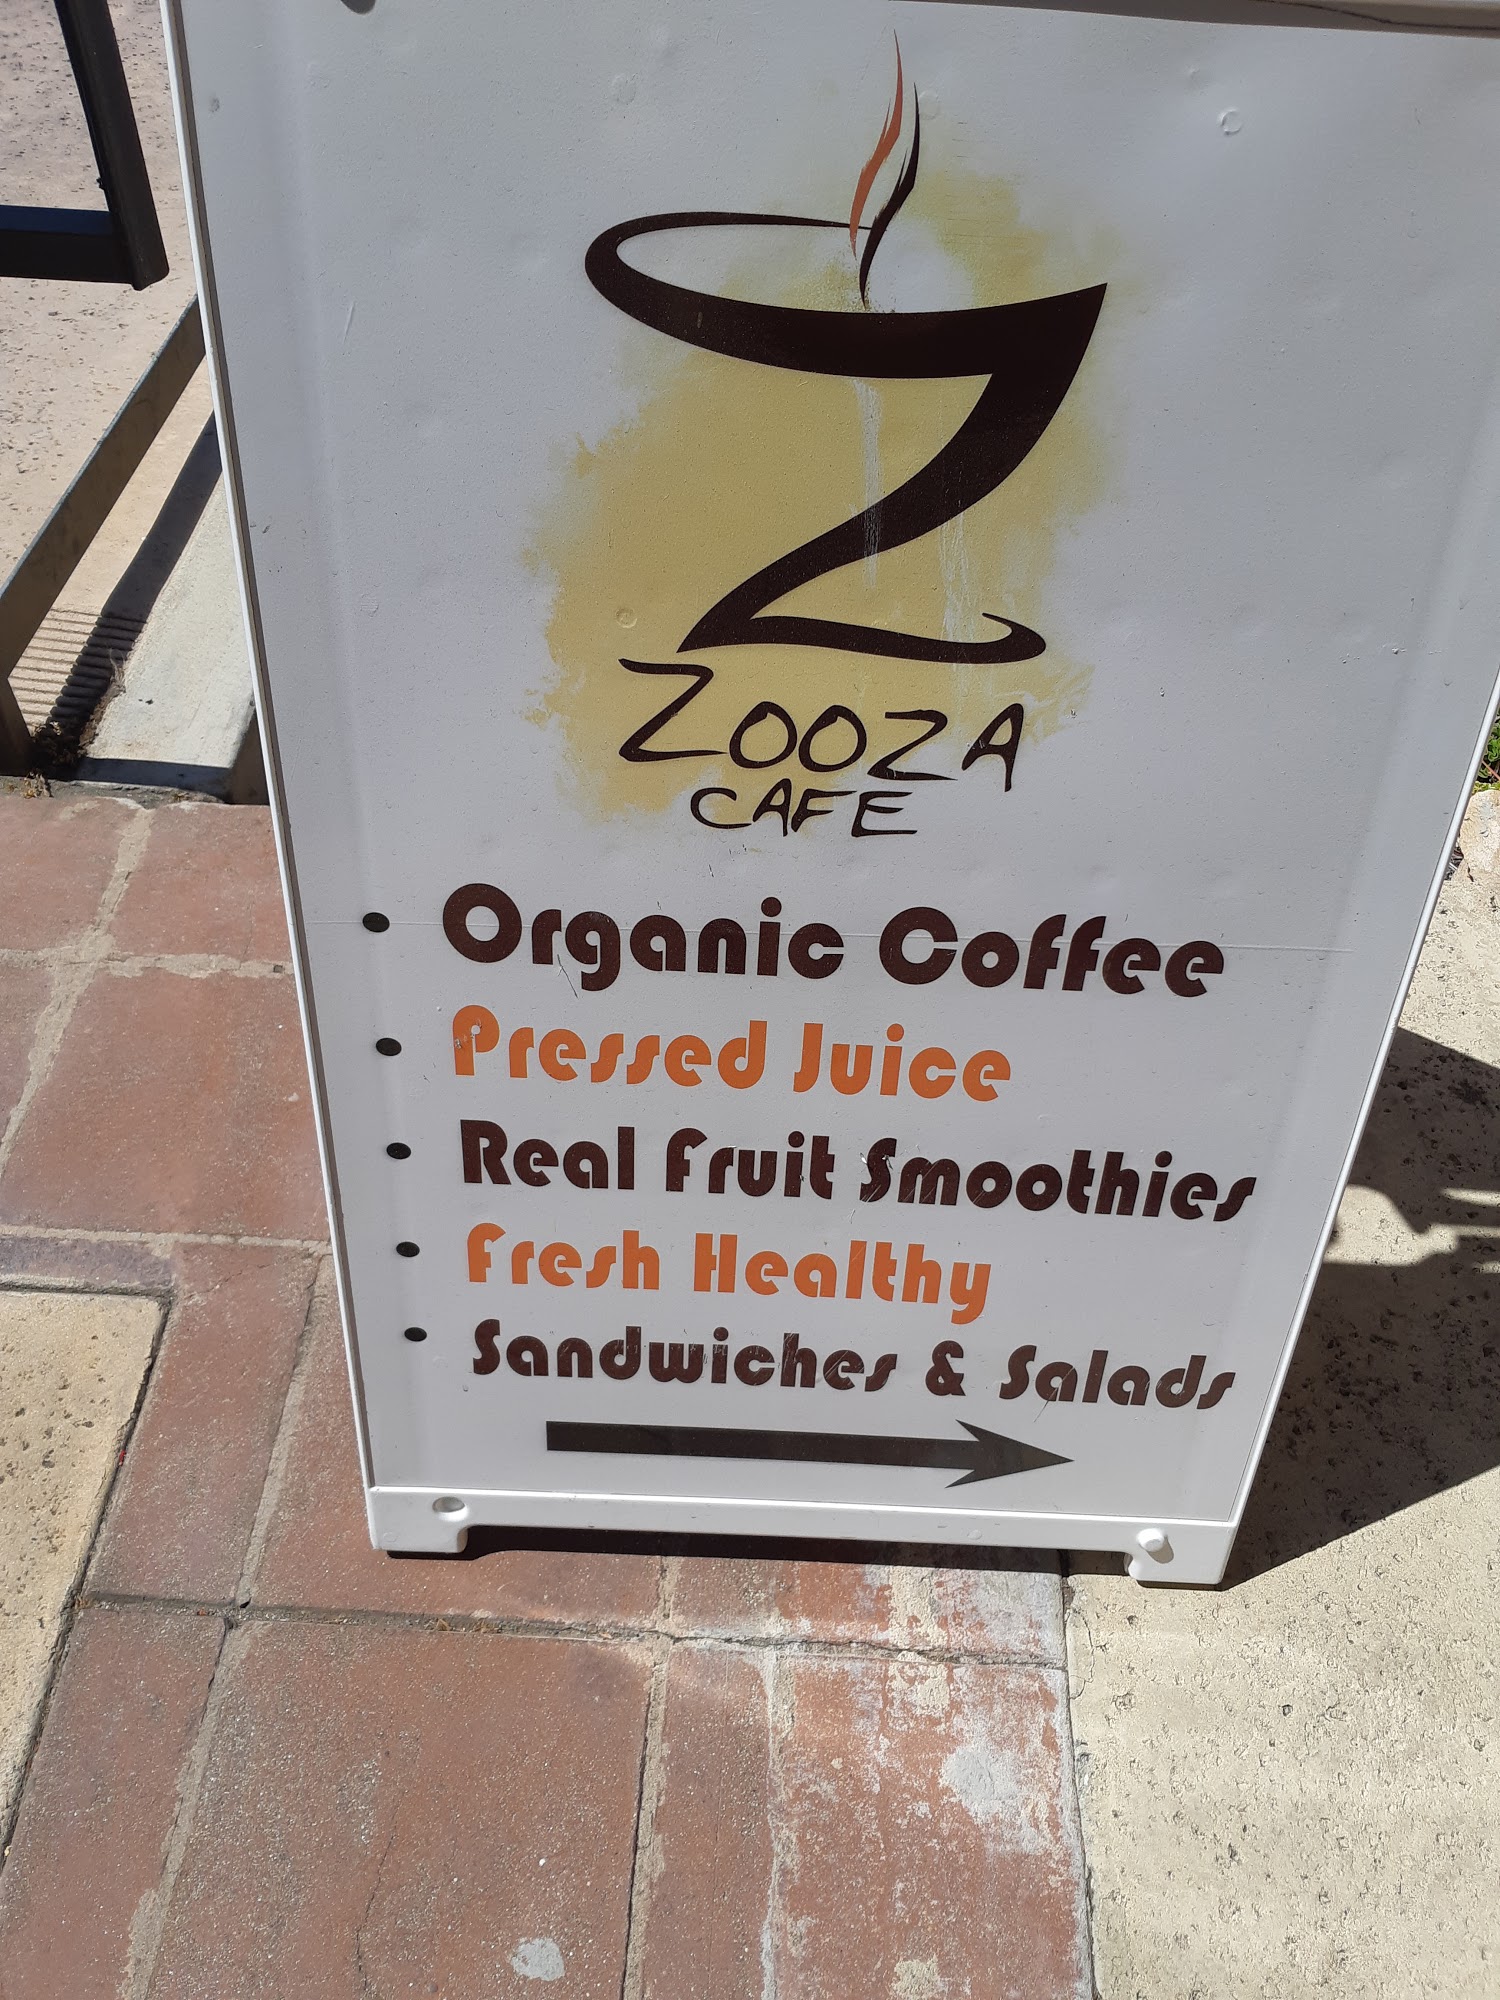 ZOOZA
CAFE
• Organic Coffee
• Pressed Juice
• Real Fruit Smoothies
• Fresh Healthy
• Sandwiches & Salads